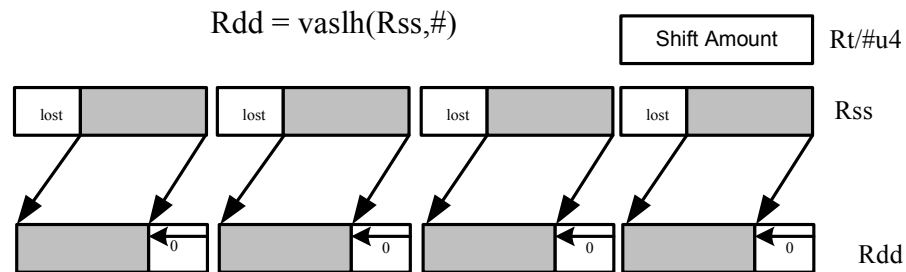 Rdd = vaslh(Rss,#)
Shift Amount Rt/#u4
lost lost lost lost Rss
0 0 0 0
Rdd